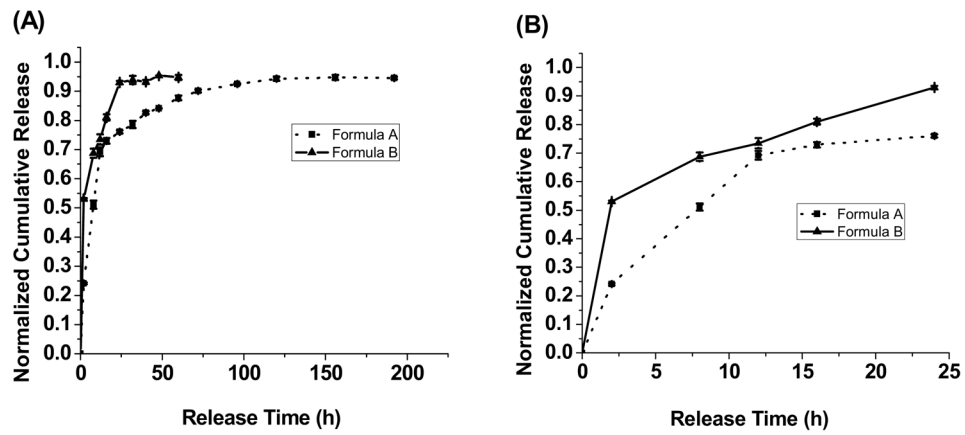 (A)
Normalized Cumulative Release
1.0
0.9
0.8
0.7
0.6
0.5
0.4
0.3
0.2
0.1
0.0
Formula A
Formula B
0 50 100 150 200
Release Time (h)
(B)
Normalized Cumulative Release
1.0
0.9
0.8
0.7
0.6
0.5
0.4
0.3
0.2
0.1
0.0
Formula A
Formula B
0 5 10 15 20 25
Release Time (h)